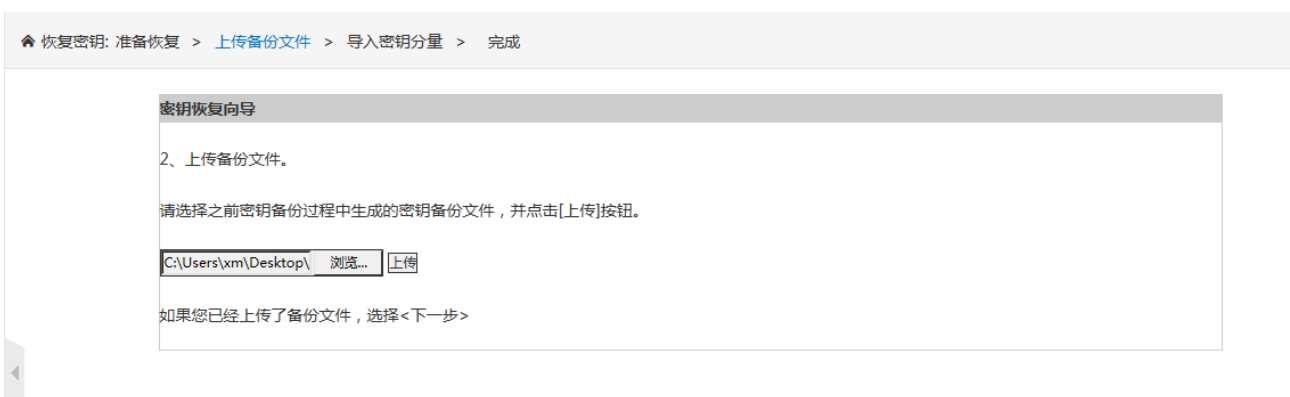 恢复密钥: 准备恢复 > 上传备份文件 > 导入密钥分量 > 完成
密钥恢复向导
2、上传备份文件。
请选择之前密钥备份过程中生成的密钥备份文件，并点击[上传]按钮。
C:\Users\xm\Desktop\ 浏览... 上传
如果您已经上传了备份文件，选择<下一步>